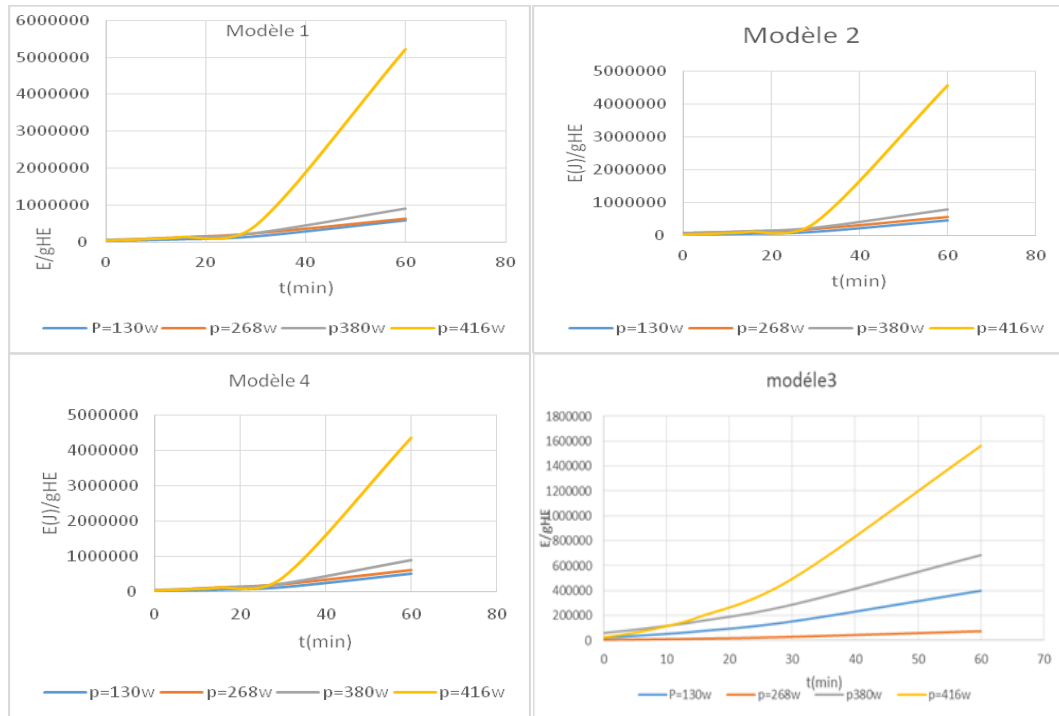 Modèle 1
6000000
5000000
4000000
3000000
2000000
1000000
0
E/gHE
0 20 40 60 80
t(min)
P=130w p=268w p380w p=416w
Modèle 2
5000000
4000000
3000000
2000000
1000000
0
E(J)/gHE
0 20 40 60 80
t(min)
p=130w p=268w p=380w p=416w
Modèle 4
5000000
4000000
3000000
2000000
1000000
0
E(J)/gHE
0 20 40 60 80
t(min)
p=130w p=268w p=380w p=416w
modéle3
1800000
1600000
1400000
1200000
1000000
800000
600000
400000
200000
0
E/gHE
0 10 20 30 40 50 60 70
t(min)
P=130w p=268w p380w p=416w